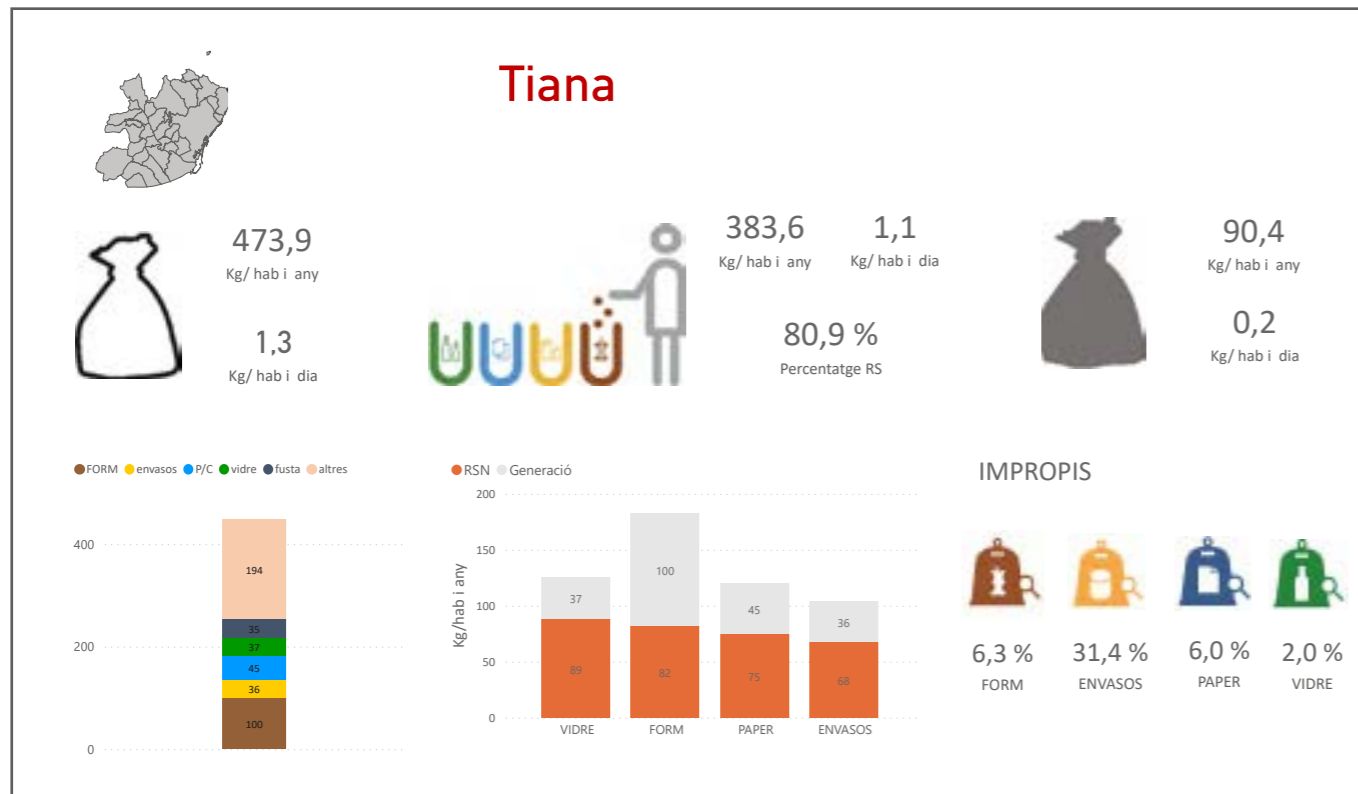 Tiana
473,9
Kg/ hab i any
1,3
Kg/ hab i dia
383,6
Kg/ hab i any
1,1
Kg/ hab i dia
80,9 %
Percentatge RS
90,4
Kg/ hab i any
0,2
Kg/ hab i dia
FORM envasos P/C vidre fusta altres
400
200
0
194
35
37
45
36
100
RSN Generació
Kg/hab i any
200
150
100
50
0
37
100
45
36
89
82
75
68
VIDRE FORM PAPER ENVASOS
IMPROPIS
6,3 %
FORM
31,4 %
ENVASOS
6,0 %
PAPER
2,0 %
VIDRE